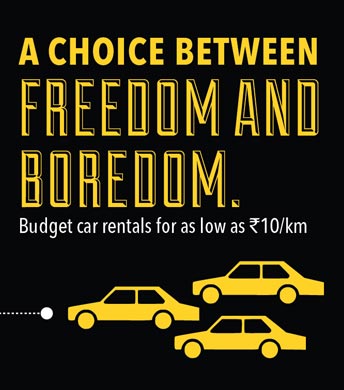 A CHOICE BETWEEN
FREEDOM AND
BOREDOM.
Budget car rentals for as low as ₹10/km